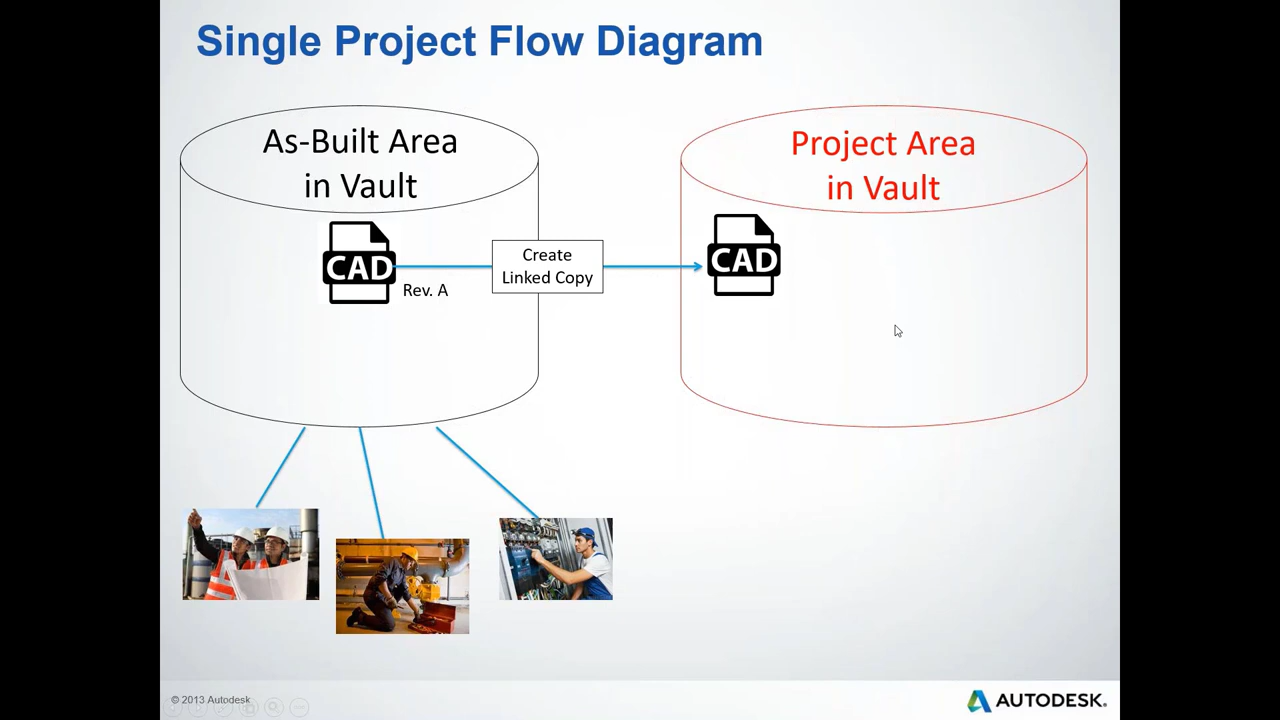 Single Project Flow Diagram
As-Built Area
in Vault
Project Area
in Vault
CAD
Rev. A
Create
Linked Copy
CAD
© 2013 Autodesk
AUTODESK.